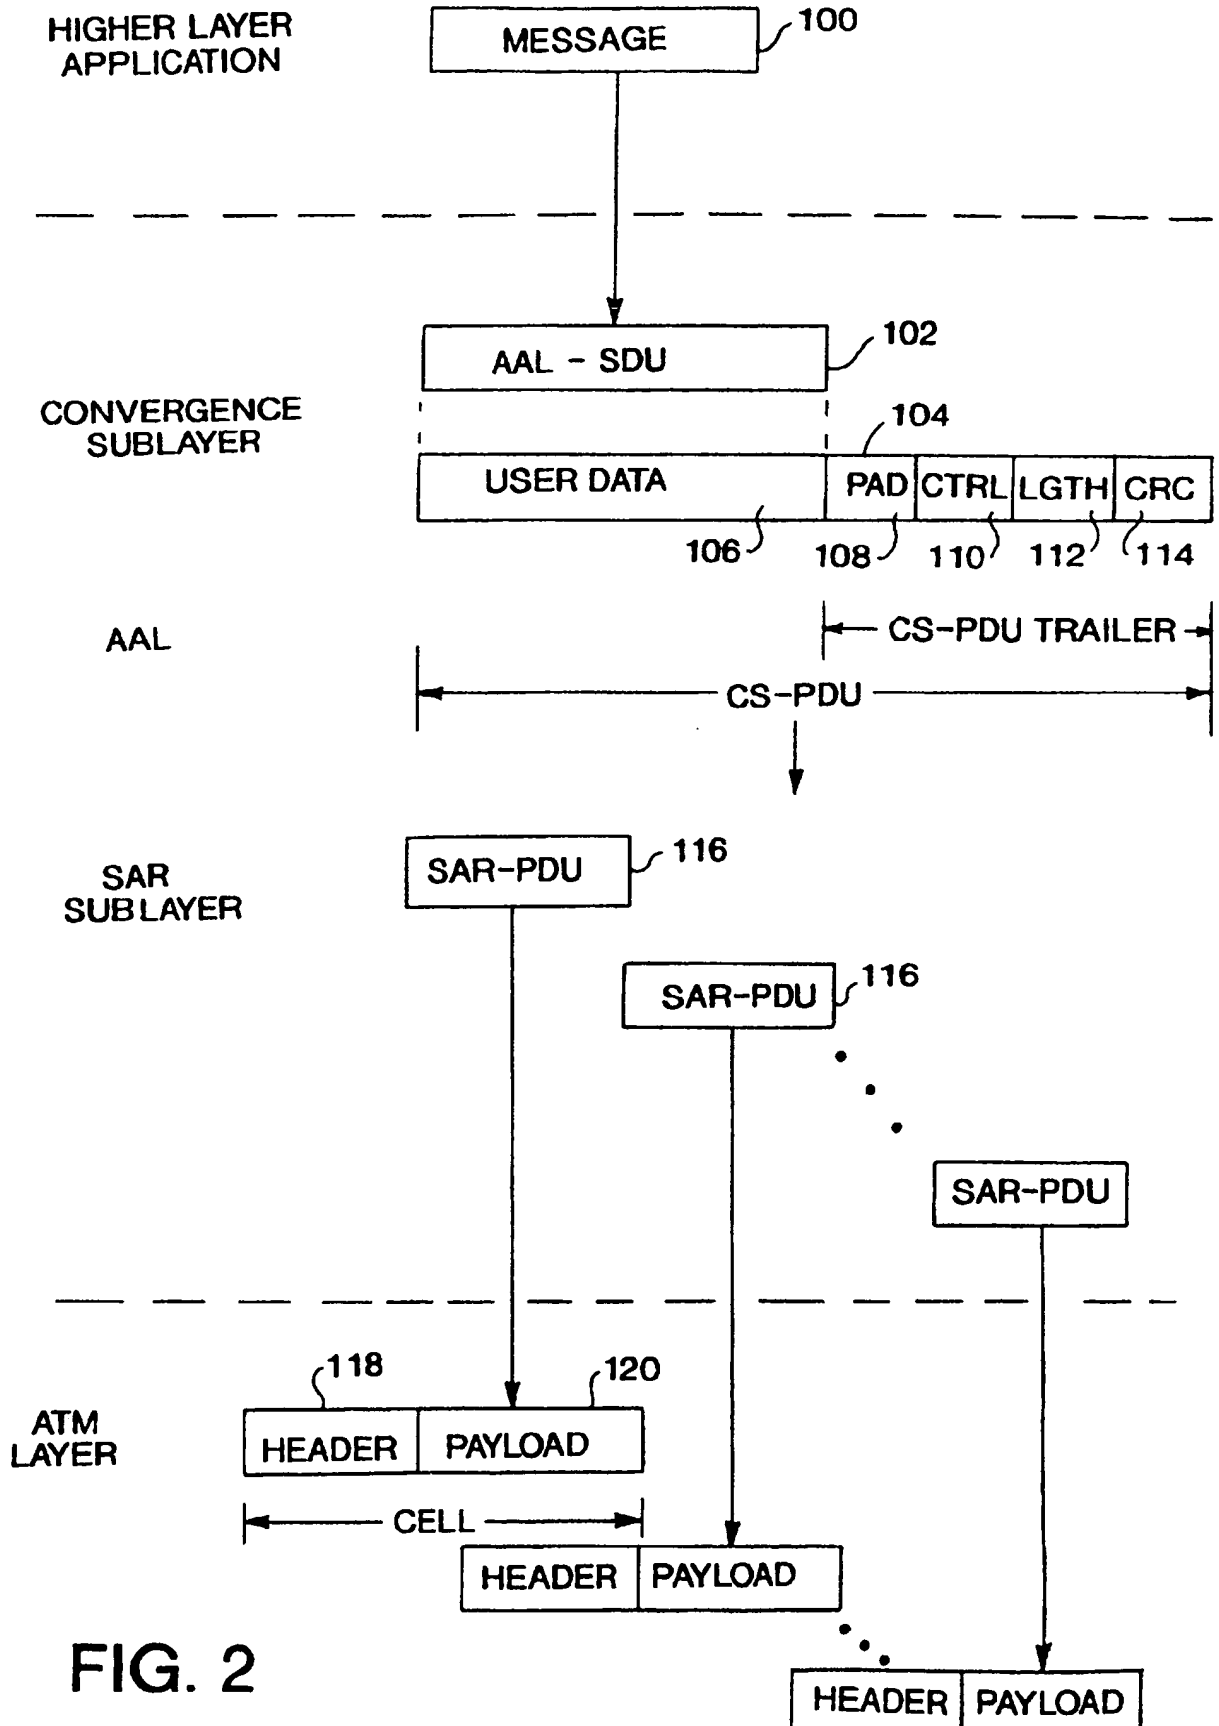 HIGHER LAYER
APPLICATION
MESSAGE
100
AAL - SDU
102
CONVERGENCE
SUBLAYER
104
USER DATA
PAD
CTRL
LGTH
CRC
106
108
110
112
114
AAL
CS-PDU TRAILER
CS-PDU
SAR
SUBLAYER
SAR-PDU
116
SAR-PDU
116
SAR-PDU
118
120
ATM
LAYER
HEADER
PAYLOAD
CELL
HEADER
PAYLOAD
FIG. 2
HEADER
PAYLOAD